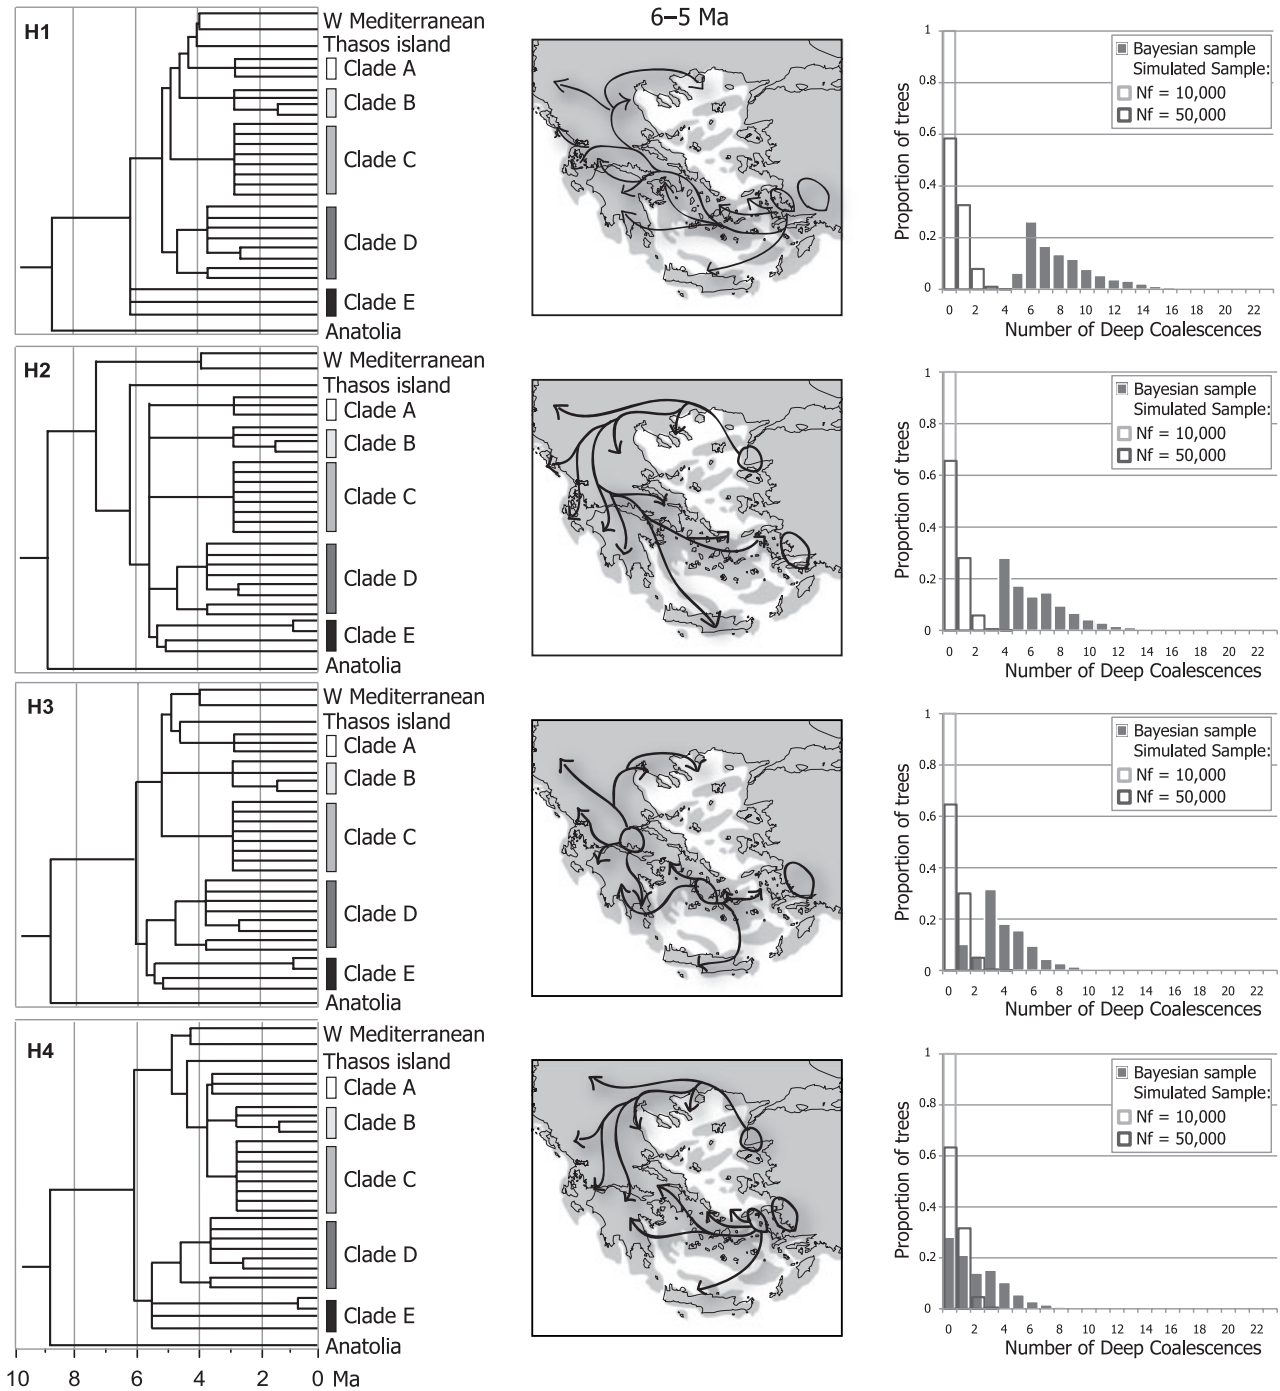 6–5 Ma
H1
W Mediterranean
Thasos island
Clade A
Clade B
Clade C
Clade D
Clade E
Anatolia
Proportion of trees
1
0.8
0.6
0.4
0.2
0
Bayesian sample
Simulated Sample:
Nf = 10,000
Nf = 50,000
0 2 4 6 8 10 12 14 16 18 20 22
Number of Deep Coalescences
H2
W Mediterranean
Thasos island
Clade A
Clade B
Clade C
Clade D
Clade E
Anatolia
Proportion of trees
1
0.8
0.6
0.4
0.2
0
Bayesian sample
Simulated Sample:
Nf = 10,000
Nf = 50,000
0 2 4 6 8 10 12 14 16 18 20 22
Number of Deep Coalescences
H3
W Mediterranean
Thasos island
Clade A
Clade B
Clade C
Clade D
Clade E
Anatolia
Proportion of trees
1
0.8
0.6
0.4
0.2
0
Bayesian sample
Simulated Sample:
Nf = 10,000
Nf = 50,000
0 2 4 6 8 10 12 14 16 18 20 22
Number of Deep Coalescences
H4
W Mediterranean
Thasos island
Clade A
Clade B
Clade C
Clade D
Clade E
Anatolia
10 8 6 4 2 0 Ma
Proportion of trees
1
0.8
0.6
0.4
0.2
0
Bayesian sample
Simulated Sample:
Nf = 10,000
Nf = 50,000
0 2 4 6 8 10 12 14 16 18 20 22
Number of Deep Coalescences